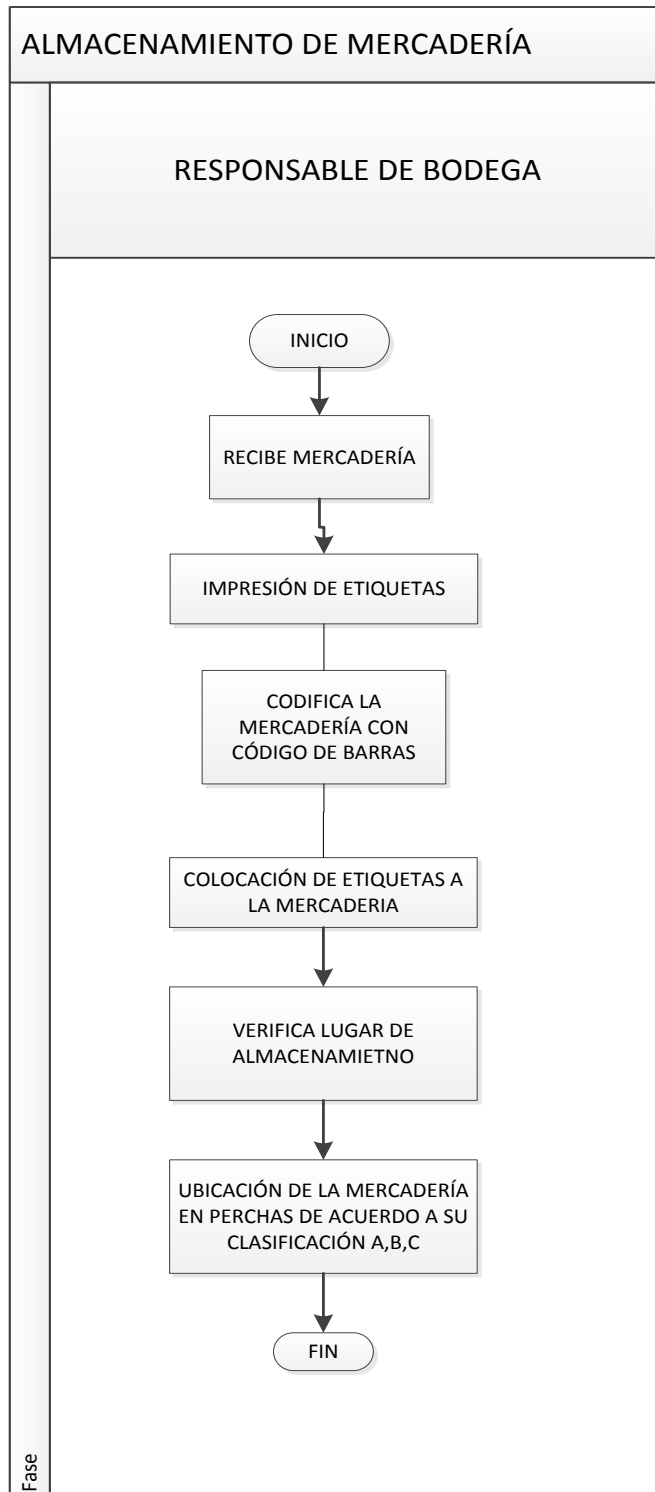 ALMACENAMIENTO DE MERCADERÍA
RESPONSABLE DE BODEGA
INICIO
RECIBE MERCADERÍA
IMPRESIÓN DE ETIQUETAS
CODIFICA LA
MERCADERÍA CON
CÓDIGO DE BARRAS
COLOCACIÓN DE ETIQUETAS A
LA MERCADERIA
VERIFICA LUGAR DE
ALMACENAMIETNO
UBICACIÓN DE LA MERCADERÍA
EN PERCHAS DE ACUERDO A SU
CLASIFICACIÓN A,B,C
FIN
Fase